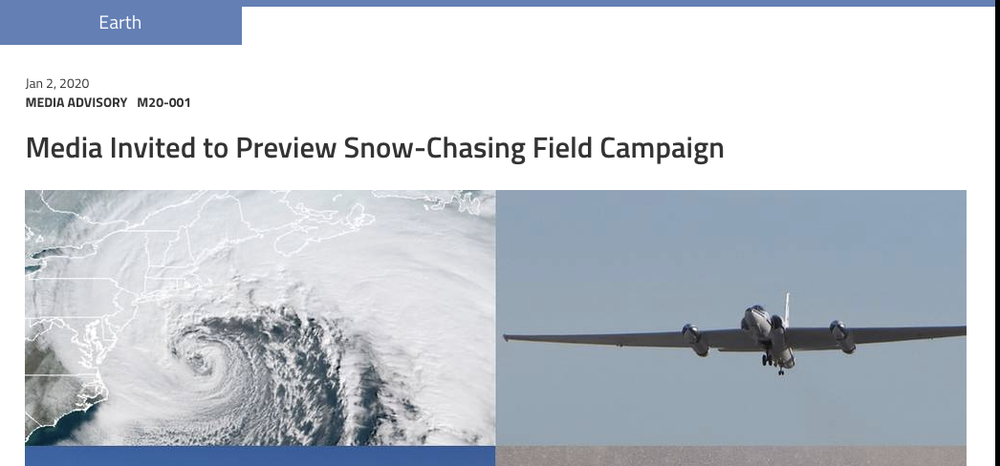 Earth
Jan 2, 2020
MEDIA ADVISORY M20-001
Media Invited to Preview Snow-Chasing Field Campaign